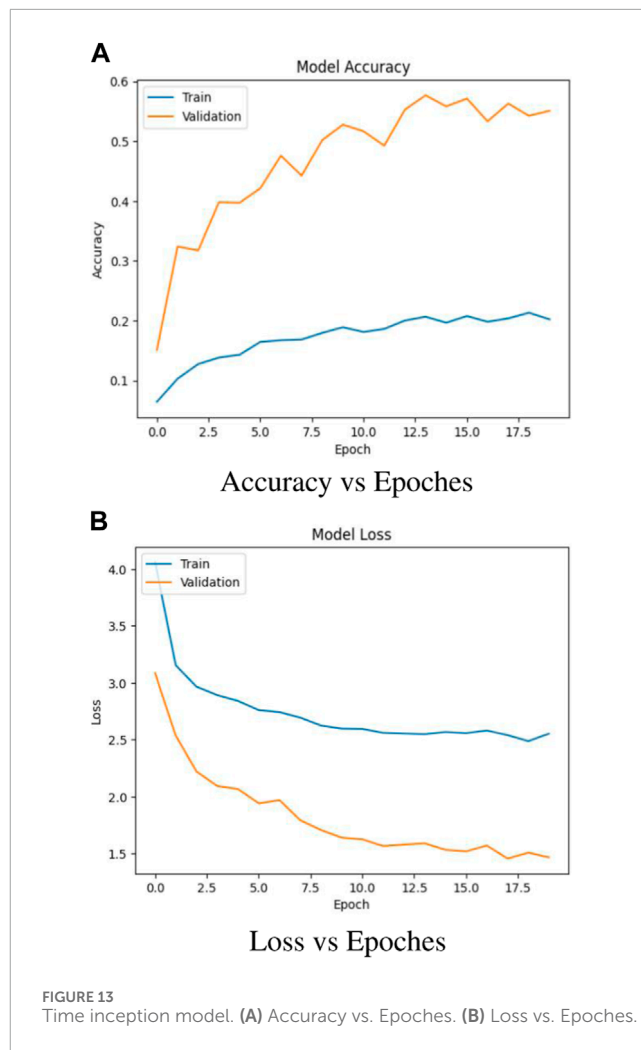 A
Model Accuracy
Train
Validation
0.6
0.5
0.4
0.3
0.2
0.1
Accuracy
0.0 2.5 5.0 7.5 10.0 12.5 15.0 17.5
Epoch
Accuracy vs Epoches
B
Model Loss
Train
Validation
4.0
3.5
3.0
2.5
2.0
1.5
Loss
0.0 2.5 5.0 7.5 10.0 12.5 15.0 17.5
Epoch
Loss vs Epoches
FIGURE 13
Time inception model. (A) Accuracy vs. Epoches. (B) Loss vs. Epoches.